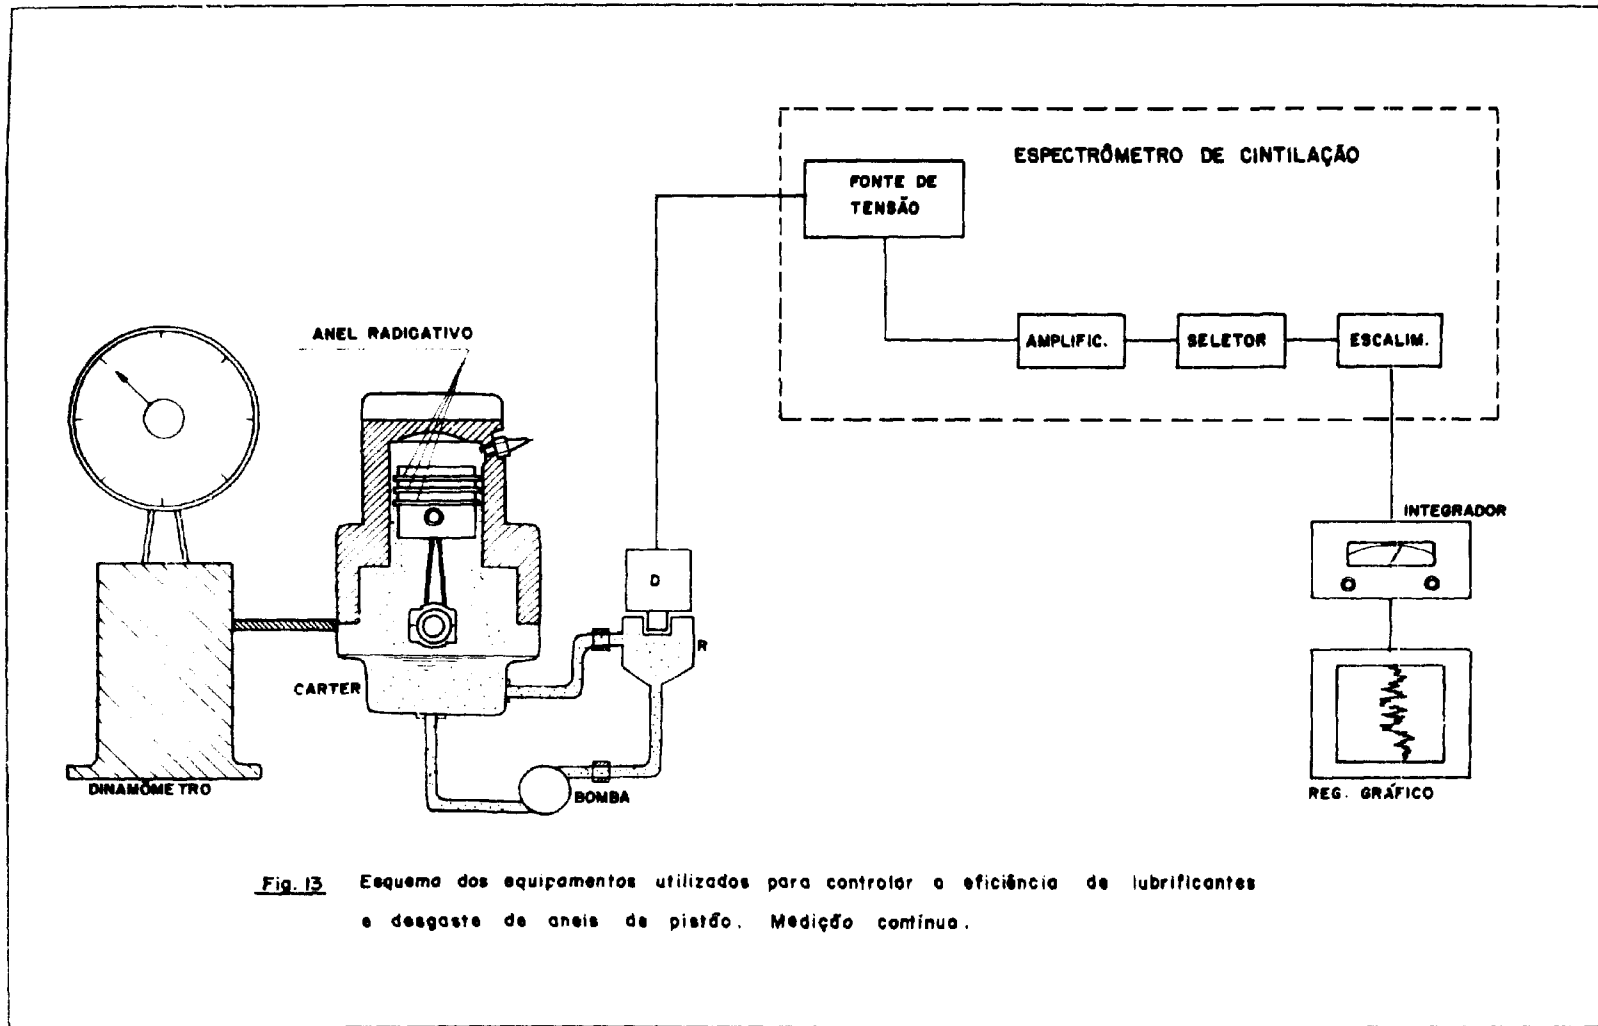 ESPECTRÔMETRO DE CINTILAÇÃO
FONTE DE
TENSÃO
AMPLIFIC.
SELETOR
ESCALIM.
ANEL RADIOATIVO
INTEGRADOR
D
R
CARTER
BOMBA
DINAMÔMETRO
REG. GRÁFICO
Fig. 13 Esquema dos equipamentos utilizados para controlar a eficiência de lubrificantes
e desgaste de aneis de pistão. Medição contínua.